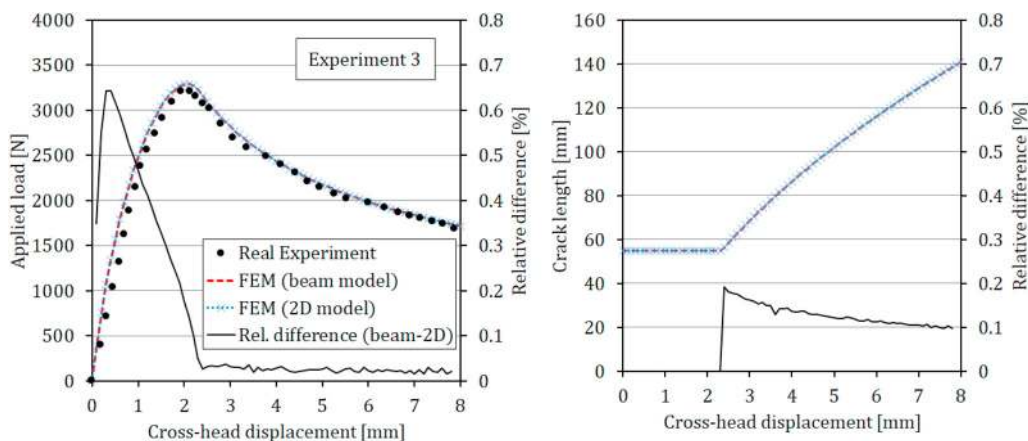 4000
3500
3000
2500
2000
1500
1000
500
0
Applied load [N]
0.8
0.7
0.6
0.5
0.4
0.3
0.2
0.1
0
Relative difference [%]
Experiment 3
Real Experiment
FEM (beam model)
FEM (2D model)
Rel. difference (beam-2D)
0 1 2 3 4 5 6 7 8
Cross-head displacement [mm]
160
140
120
100
80
60
40
20
0
Crack length [mm]
0.8
0.7
0.6
0.5
0.4
0.3
0.2
0.1
0
Relative difference [%]
0 1 2 3 4 5 6 7 8
Cross-head displacement [mm]